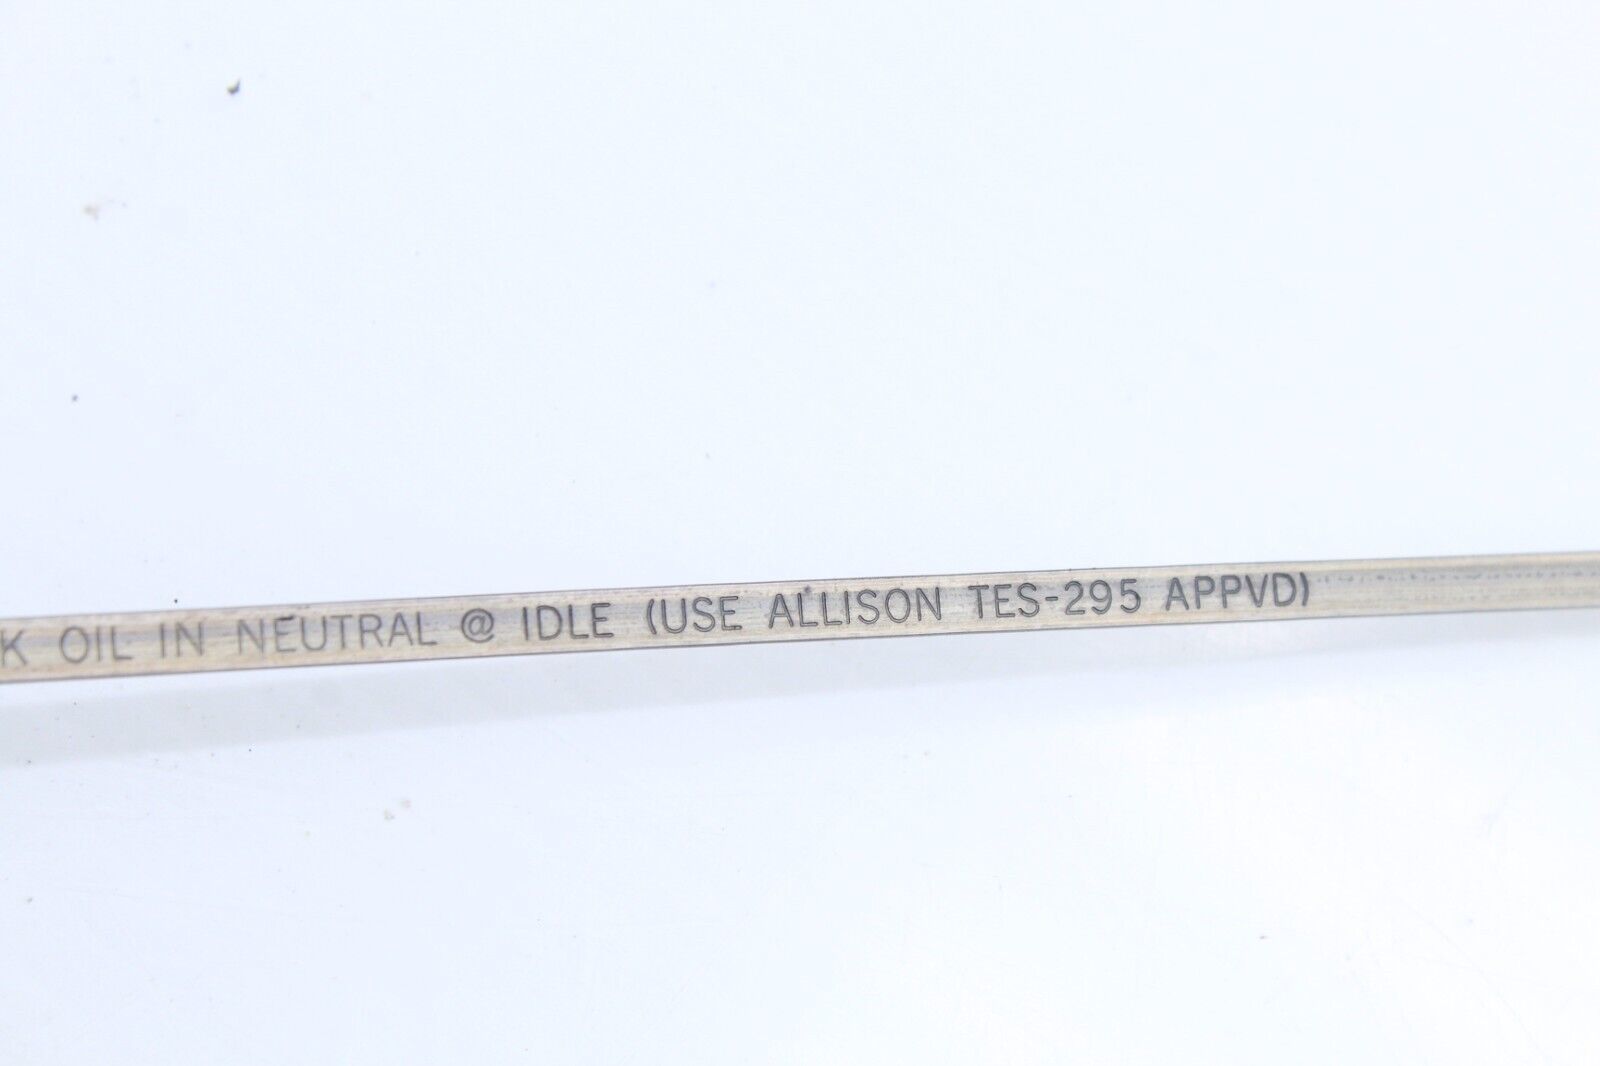 K OIL IN NEUTRAL @ IDLE (USE ALLISON TES-295 APPVD)